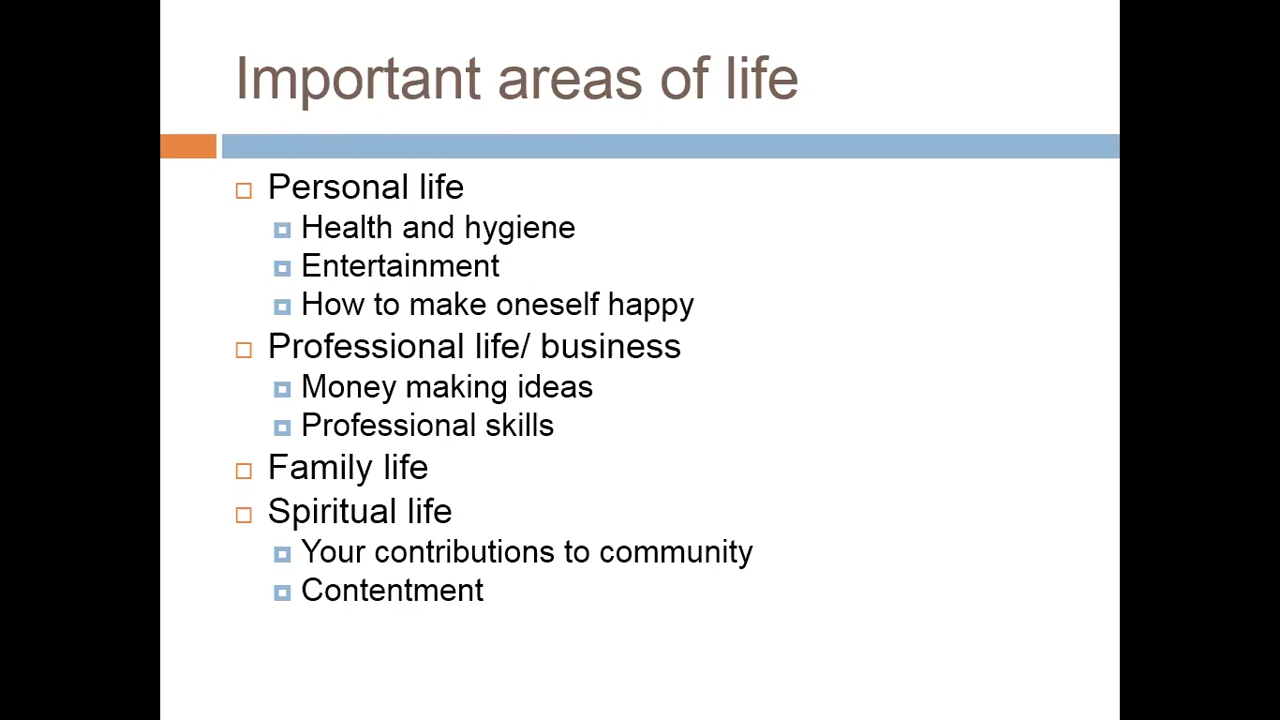 Important areas of life
Personal life
Health and hygiene
Entertainment
How to make oneself happy
Professional life/ business
Money making ideas
Professional skills
Family life
Spiritual life
Your contributions to community
Contentment